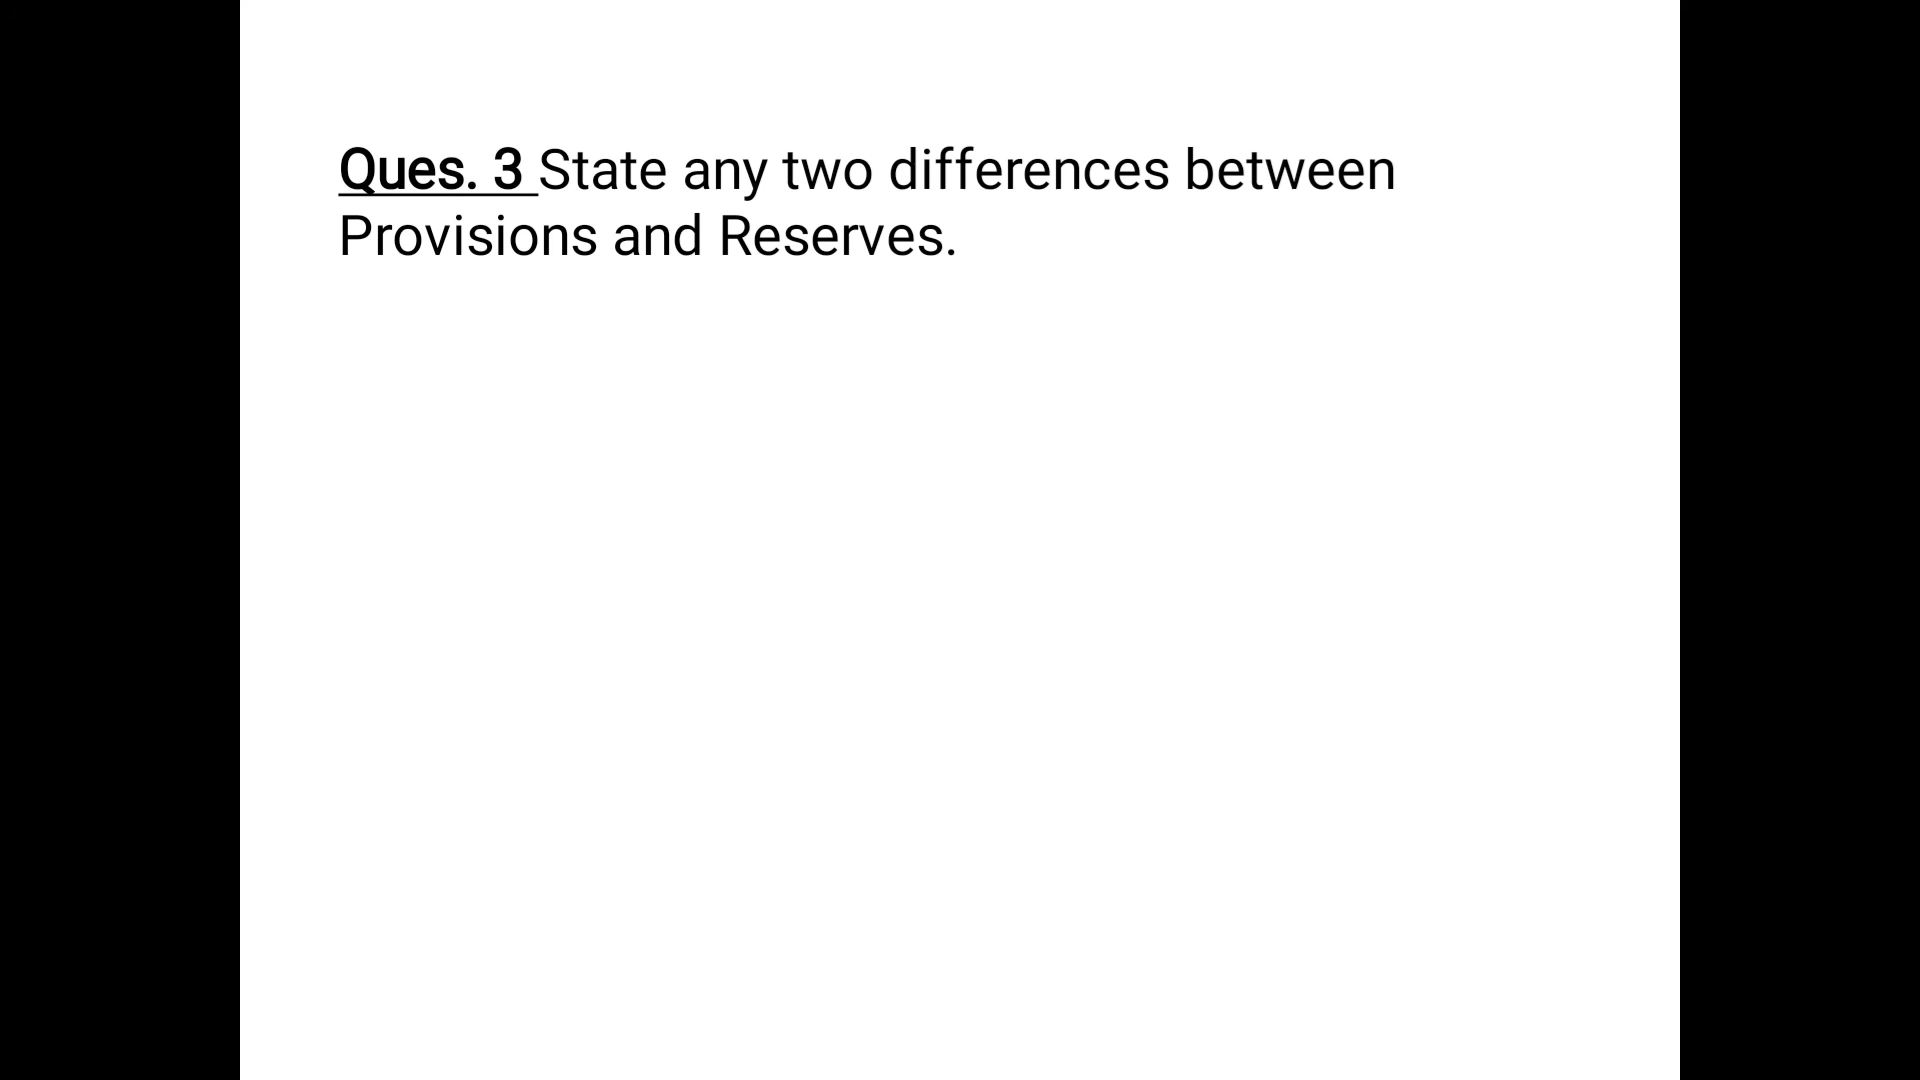 Ques. 3 State any two differences between
Provisions and Reserves.